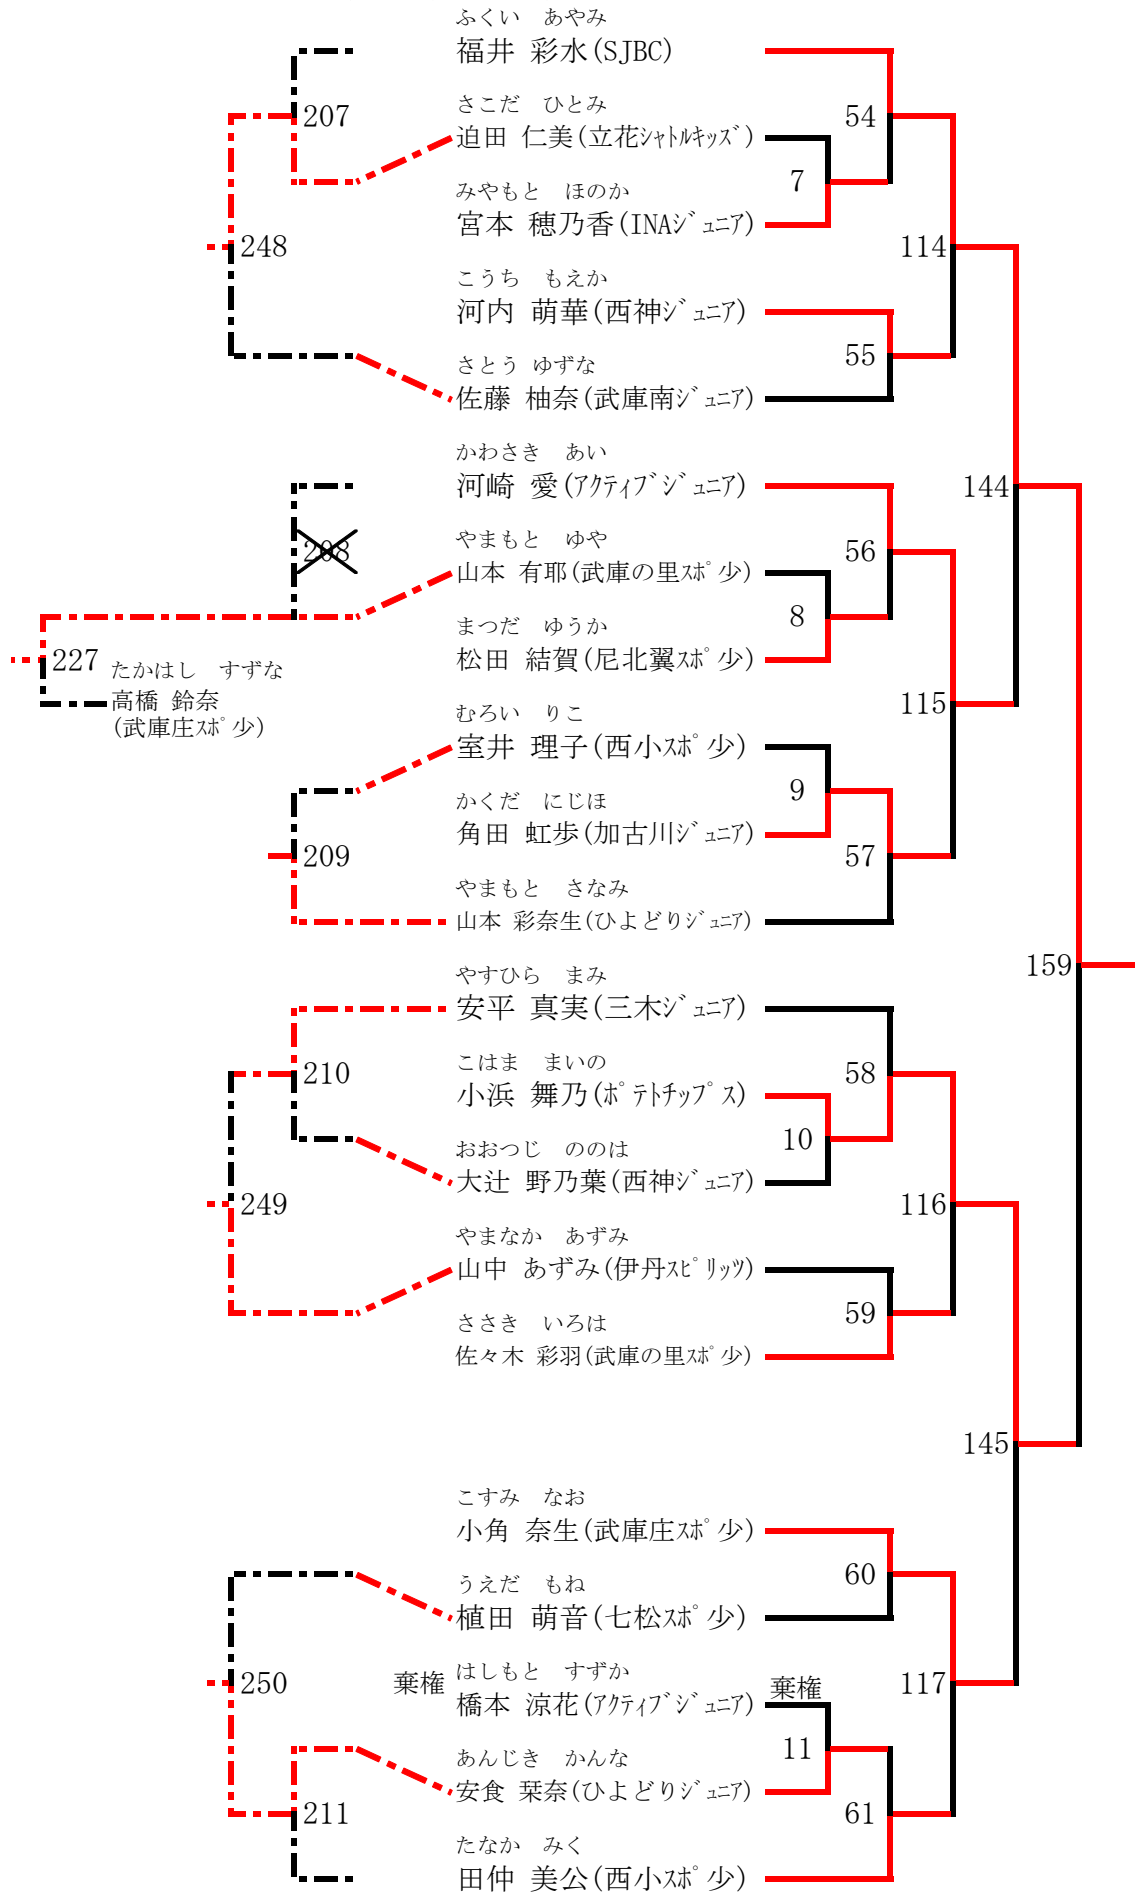 ふくい　あやみ
福井 彩水(SJBC)
207
54
さこだ　ひとみ
迫田 仁美(立花ｼｬﾄﾙｷｯｽﾞ)
7
みやもと　ほのか
宮本 穂乃香(INAｼﾞｭﾆｱ)
248
114
こうち　もえか
河内 萌華(西神ｼﾞｭﾆｱ)
55
さとう ゆずな
佐藤 柚奈(武庫南ｼﾞｭﾆｱ)
かわさき　あい
河崎 愛(ｱｸﾃｨﾌﾞｼﾞｭﾆｱ)
144
208
56
やまもと　ゆや
山本 有耶(武庫の里ｽﾎﾟ少)
8
まつだ　ゆうか
松田 結賀(尼北翼ｽﾎﾟ少)
227
たかはし　すずな
高橋 鈴奈
(武庫庄ｽﾎﾟ少)
115
むろい　りこ
室井 理子(西小ｽﾎﾟ少)
9
かくだ　にじほ
角田 虹歩(加古川ｼﾞｭﾆｱ)
209
57
やまもと　さなみ
山本 彩奈生(ひよどりｼﾞｭﾆｱ)
159
やすひら　まみ
安平 真実(三木ｼﾞｭﾆｱ)
210
58
こはま　まいの
小浜 舞乃(ﾎﾟﾃﾄﾁｯﾌﾟｽ)
10
おおつじ　ののは
大辻 野乃葉(西神ｼﾞｭﾆｱ)
249
116
やまなか　あずみ
山中 あずみ(伊丹ｽﾋﾟﾘｯﾂ)
59
ささき　いろは
佐々木 彩羽(武庫の里ｽﾎﾟ少)
145
こすみ　なお
小角 奈生(武庫庄ｽﾎﾟ少)
60
うえだ　もね
植田 萌音(七松ｽﾎﾟ少)
250
117
棄権
はしもと　すずか
橋本 涼花(ｱｸﾃｨﾌﾞｼﾞｭﾆｱ)
棄権
11
あんじき　かんな
安食 栞奈(ひよどりｼﾞｭﾆｱ)
211
61
たなか　みく
田仲 美公(西小ｽﾎﾟ少)